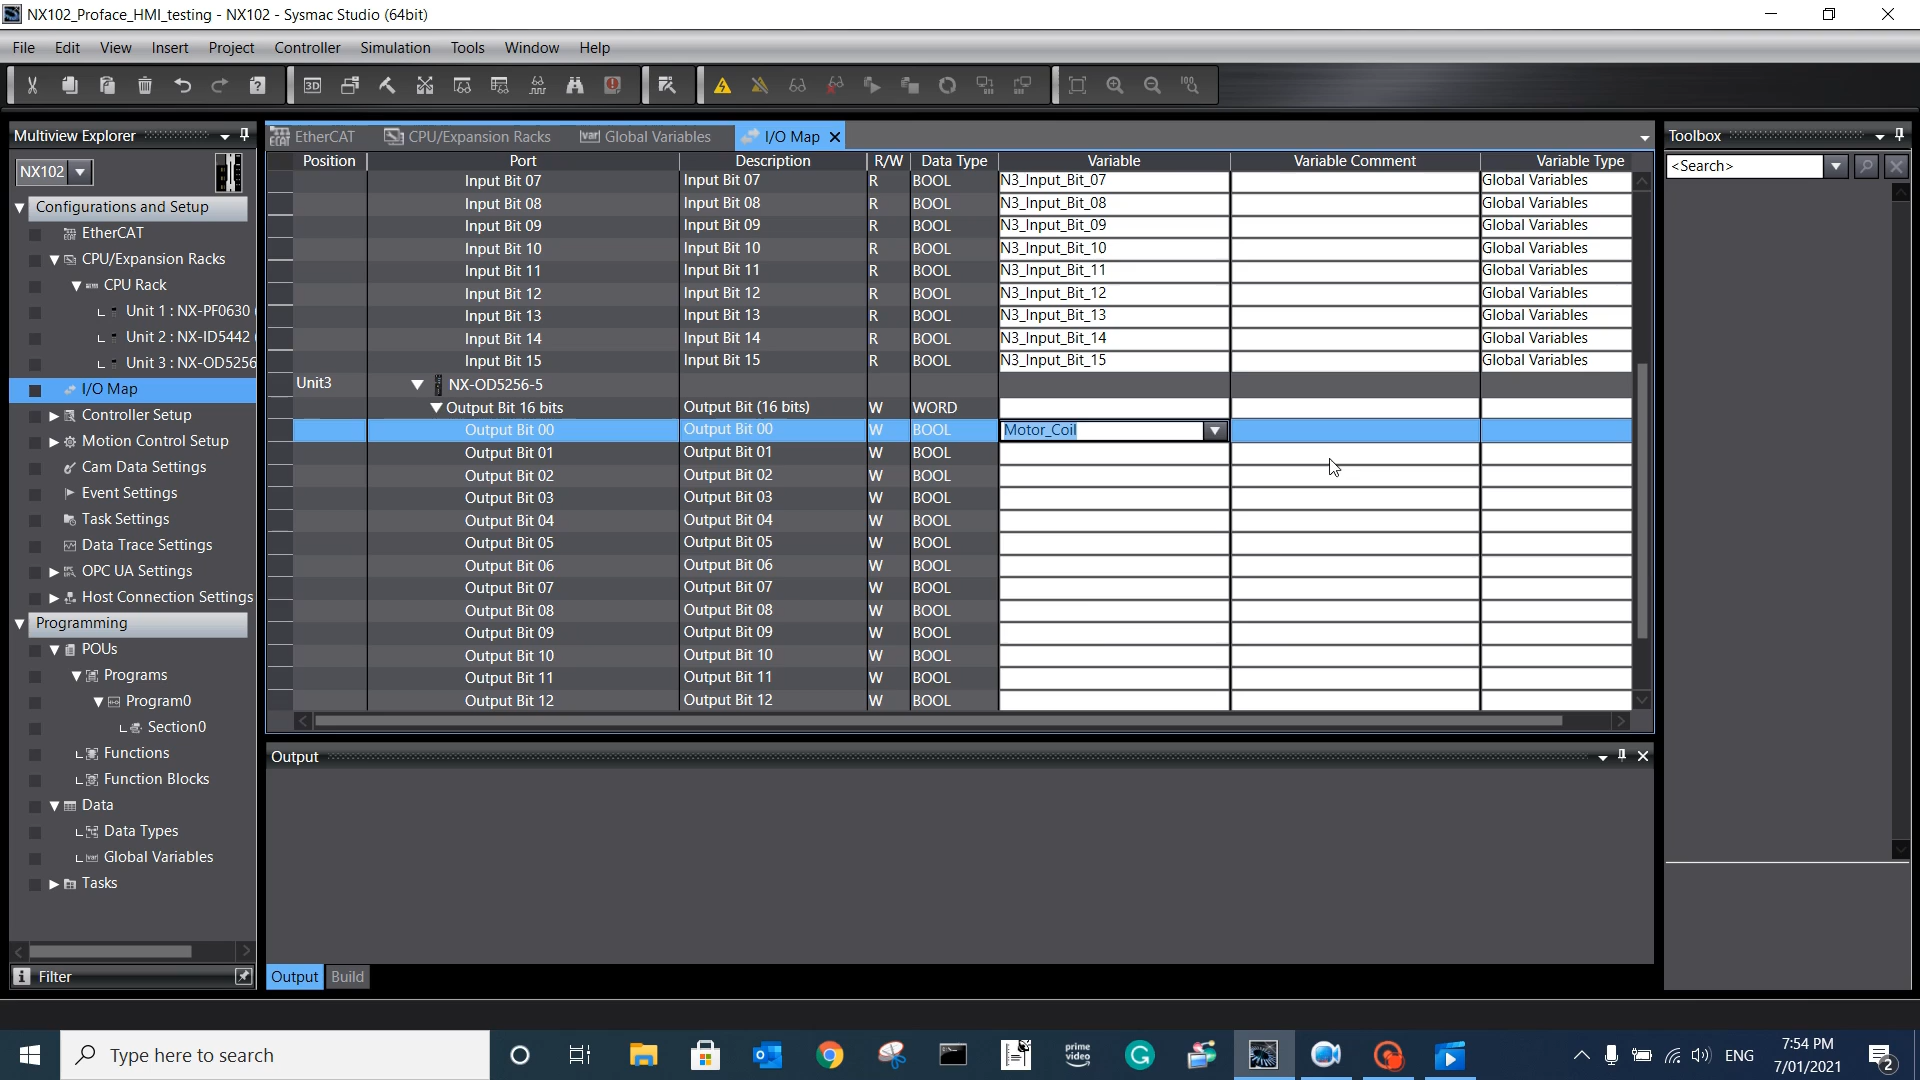 NX102_Proface_HMI_testing - NX102 - Sysmac Studio (64bit)
File Edit View Insert Project Controller Simulation Tools Window Help
Multiview Explorer
NX102
Configurations and Setup
EtherCAT
CPU/Expansion Racks
CPU Rack
Unit 1 : NX-PF0630 (
Unit 2 : NX-ID5442 (
Unit 3 : NX-OD5256
I/O Map
Controller Setup
Motion Control Setup
Cam Data Settings
Event Settings
Task Settings
Data Trace Settings
OPC UA Settings
Host Connection Settings
Programming
POUs
Programs
Program0
Section0
Functions
Function Blocks
Data
Data Types
Global Variables
Tasks
Filter
EtherCAT CPU/Expansion Racks Global Variables I/O Map
Position Port Description R/W Data Type Variable Variable Comment Variable Type
Input Bit 07 Input Bit 07 R BOOL N3_Input_Bit_07 Global Variables
Input Bit 08 Input Bit 08 R BOOL N3_Input_Bit_08 Global Variables
Input Bit 09 Input Bit 09 R BOOL N3_Input_Bit_09 Global Variables
Input Bit 10 Input Bit 10 R BOOL N3_Input_Bit_10 Global Variables
Input Bit 11 Input Bit 11 R BOOL N3_Input_Bit_11 Global Variables
Input Bit 12 Input Bit 12 R BOOL N3_Input_Bit_12 Global Variables
Input Bit 13 Input Bit 13 R BOOL N3_Input_Bit_13 Global Variables
Input Bit 14 Input Bit 14 R BOOL N3_Input_Bit_14 Global Variables
Input Bit 15 Input Bit 15 R BOOL N3_Input_Bit_15 Global Variables
Unit3 NX-OD5256-5
Output Bit 16 bits Output Bit (16 bits) W WORD
Output Bit 00 Output Bit 00 W BOOL Motor_Coil
Output Bit 01 Output Bit 01 W BOOL
Output Bit 02 Output Bit 02 W BOOL
Output Bit 03 Output Bit 03 W BOOL
Output Bit 04 Output Bit 04 W BOOL
Output Bit 05 Output Bit 05 W BOOL
Output Bit 06 Output Bit 06 W BOOL
Output Bit 07 Output Bit 07 W BOOL
Output Bit 08 Output Bit 08 W BOOL
Output Bit 09 Output Bit 09 W BOOL
Output Bit 10 Output Bit 10 W BOOL
Output Bit 11 Output Bit 11 W BOOL
Output Bit 12 Output Bit 12 W BOOL
Output
Output Build
Toolbox
<Search>
Type here to search
prime video
ENG
7:54 PM
7/01/2021
2